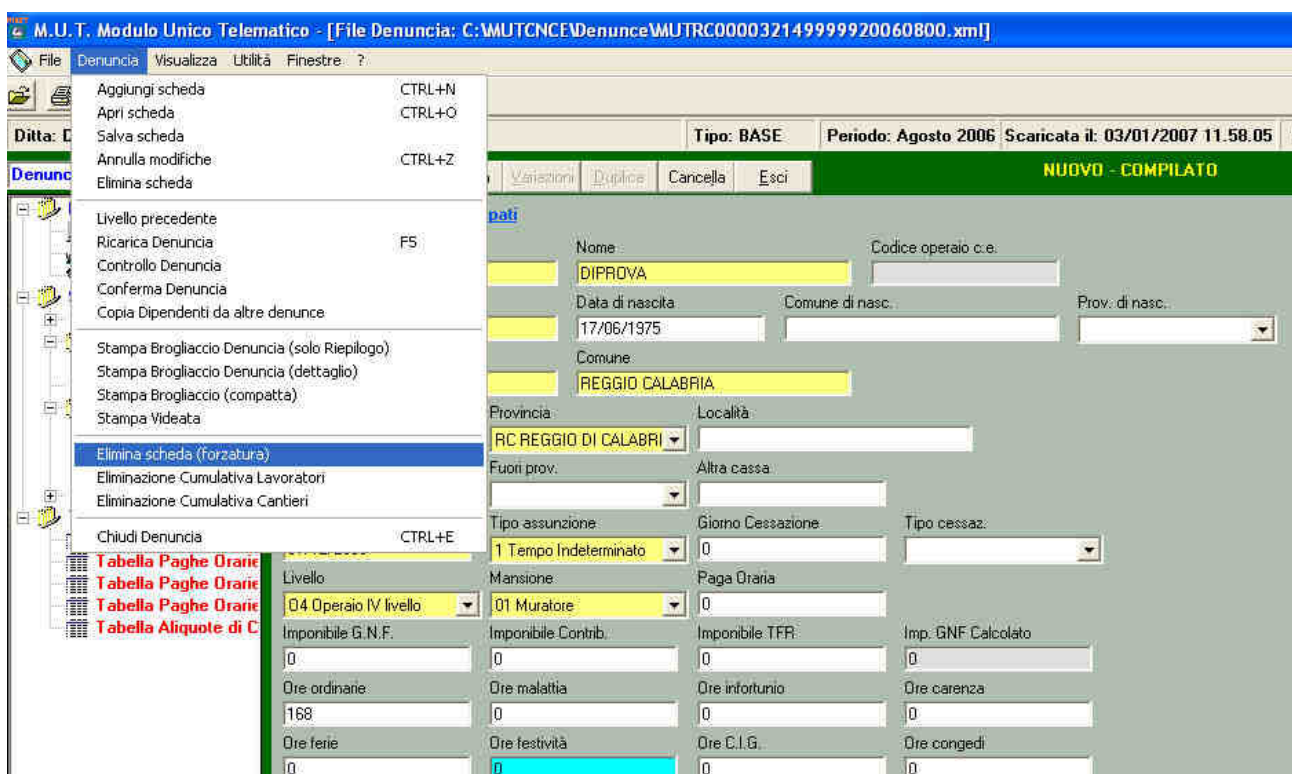 M.U.T. Modulo Unico Telematico - [File Denuncia: C:\MUTCNCE\Denunce\MUTRC000032149999920060800.xml]
File Denuncia Visualizza Utilità Finestre ?
Aggiungi scheda CTRL+N
Apri scheda CTRL+O
Salva scheda
Annulla modifiche CTRL+Z
Elimina scheda
Livello precedente
Ricarica Denuncia F5
Controllo Denuncia
Conferma Denuncia
Copia Dipendenti da altre denunce
Stampa Brogliaccio Denuncia (solo Riepilogo)
Stampa Brogliaccio Denuncia (dettaglio)
Stampa Brogliaccio (compatta)
Stampa Videata
Elimina scheda (forzatura)
Eliminazione Cumulativa Lavoratori
Eliminazione Cumulativa Cantieri
Chiudi Denuncia CTRL+E
Ditta: D Tipo: BASE Periodo: Agosto 2006 Scaricata il: 03/01/2007 11.58.05
Denunc Variazioni Duplica Cancella Esci NUOVO - COMPILATO
pati
Nome Codice operaio c.e.
DIPROVA
Data di nascita Comune di nasc. Prov. di nasc.
17/06/1975
Comune
REGGIO CALABRIA
Provincia Località
RC REGGIO DI CALABRI
Fuori prov. Altra cassa
Tipo assunzione Giorno Cessazione Tipo cessaz.
1 Tempo Indeterminato 0
Tabella Paghe Orarie
Tabella Paghe Orarie
Tabella Paghe Orarie
Tabella Aliquote di C
Livello Mansione Paga Oraria
04 Operaio IV livello 01 Muratore 0
Imponibile G.N.F. Imponibile Contrib. Imponibile TFR Imp. GNF Calcolato
0 0 0 0
Ore ordinarie Ore malattia Ore infortunio Ore carenza
168 0 0 0
Ore ferie Ore festività Ore C.I.G. Ore congedi
0 0 0 0